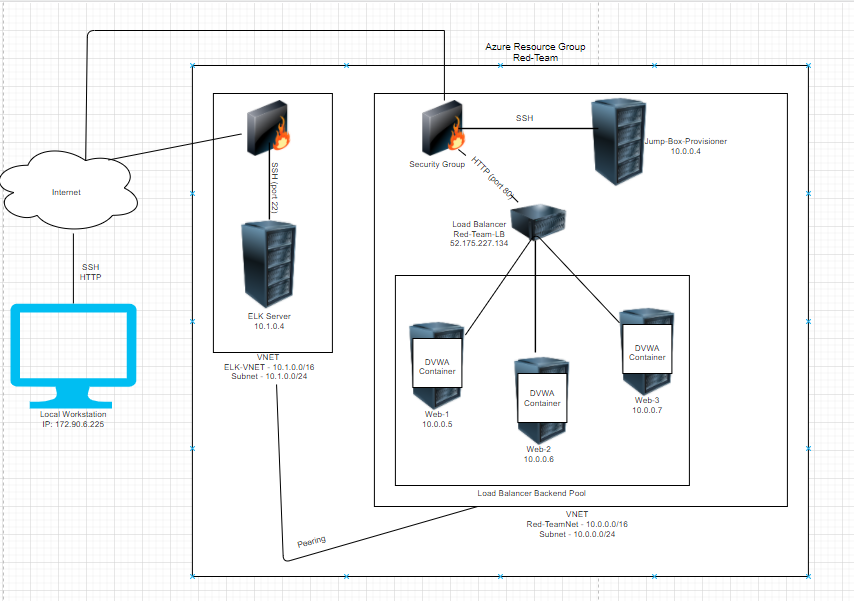 Azure Resource Group
Red-Team
SSH
Security Group
Jump-Box-Provisioner
10.0.0.4
HTTP (port 80)
SSH (port 22)
Internet
Load Balancer
Red-Team-LB
52.175.227.134
SSH
HTTP
ELK Server
10.1.0.4
VNET
ELK-VNET - 10.1.0.0/16
Subnet - 10.1.0.0/24
Local Workstation
IP: 172.90.6.225
DVWA
Container
Web-1
10.0.0.5
DVWA
Container
Web-2
10.0.0.6
DVWA
Container
Web-3
10.0.0.7
Load Balancer Backend Pool
VNET
Red-TeamNet - 10.0.0.0/16
Subnet - 10.0.0.0/24
Peering